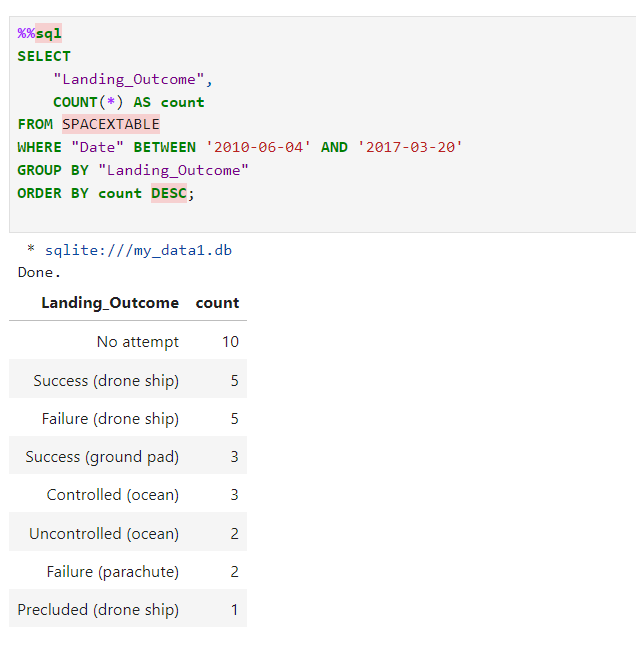 %%sql
SELECT
"Landing_Outcome",
COUNT(*) AS count
FROM SPACEXTABLE
WHERE "Date" BETWEEN '2010-06-04' AND '2017-03-20'
GROUP BY "Landing_Outcome"
ORDER BY count DESC;
* sqlite:///my_data1.db
Done.
Landing_Outcome count
No attempt 10
Success (drone ship) 5
Failure (drone ship) 5
Success (ground pad) 3
Controlled (ocean) 3
Uncontrolled (ocean) 2
Failure (parachute) 2
Precluded (drone ship) 1